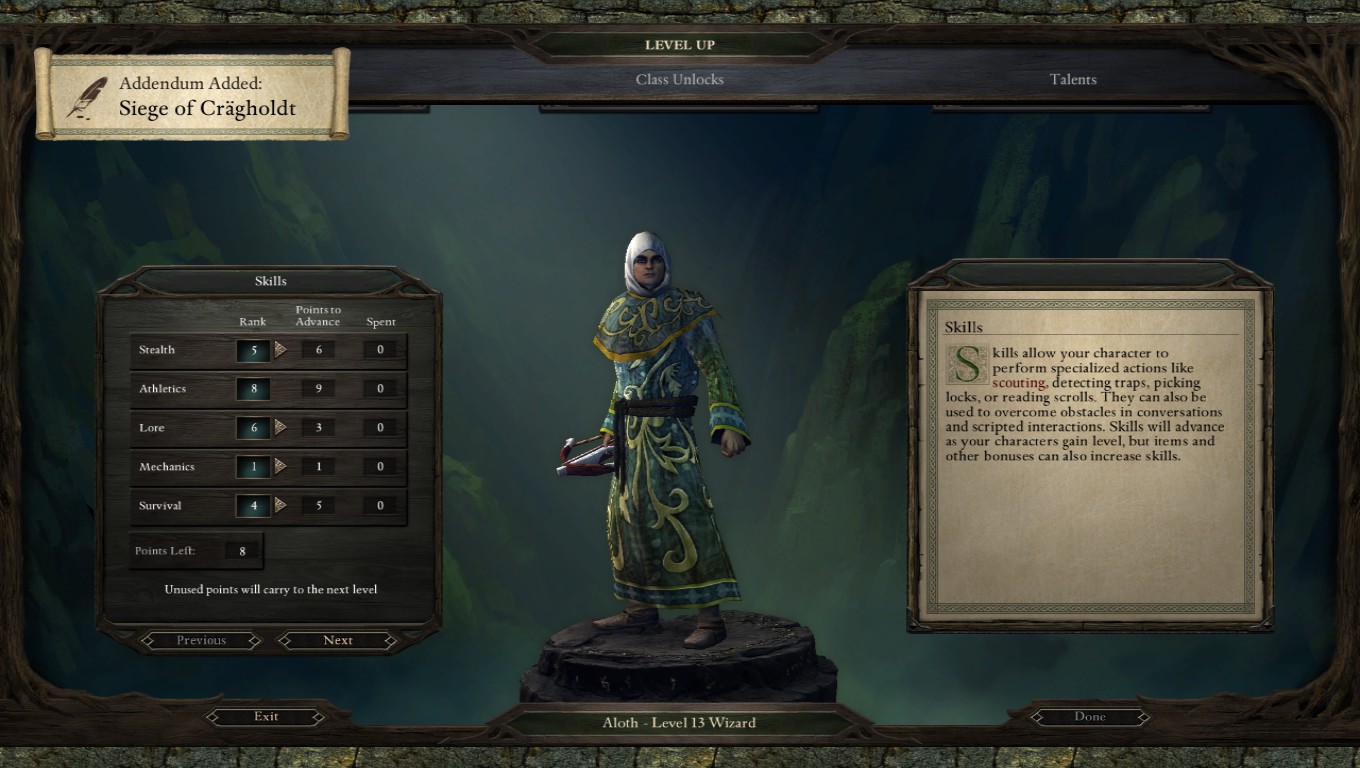 LEVEL UP
Addendum Added:
Siege of Crägholdt
Class Unlocks
Talents
Skills
Rank
Points to
Advance
Spent
Stealth 5 6 0
Athletics 8 9 0
Lore 6 3 0
Mechanics 1 1 0
Survival 4 5 0
Points Left: 8
Unused points will carry to the next level
Previous
Next
Skills
Skills allow your character to
perform specialized actions like
scouting, detecting traps, picking
locks, or reading scrolls. They can also be
used to overcome obstacles in conversations
and scripted interactions. Skills will advance
as your characters gain level, but items and
other bonuses can also increase skills.
Exit
Aloth - Level 13 Wizard
Done